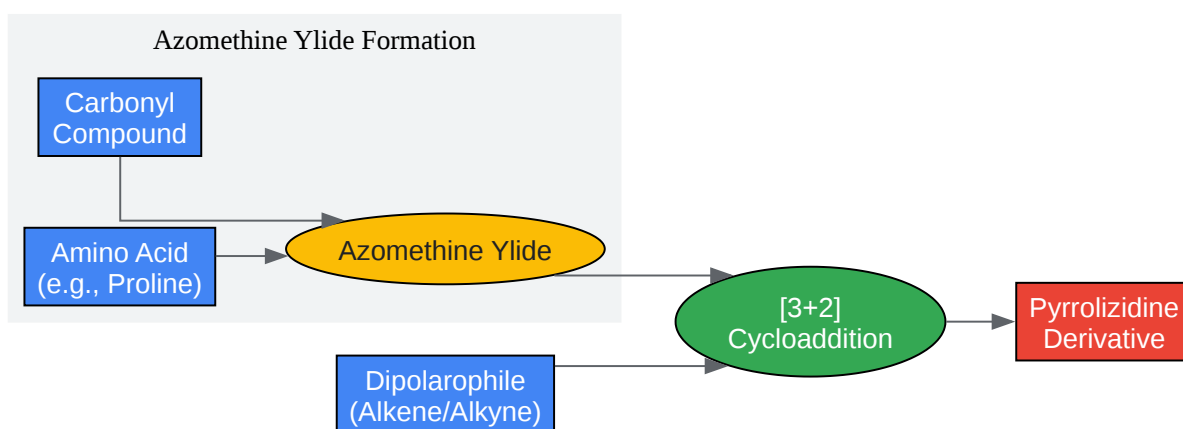 Azomethine Ylide Formation
Carbonyl
Compound
Amino Acid
(e.g., Proline)
Azomethine Ylide
[3+2]
Cycloaddition
Pyrrolizidine
Derivative
Dipolarophile
(Alkene/Alkyne)